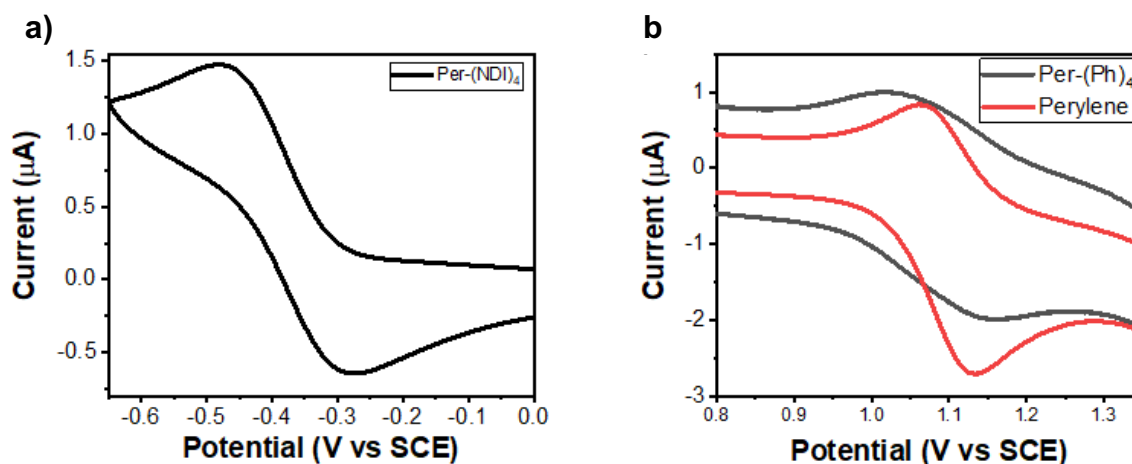 a)
Per-(NDI)4
Current (μA)
1.5
1.0
0.5
0.0
-0.5
-0.6
-0.5
-0.4
-0.3
-0.2
-0.1
0.0
Potential (V vs SCE)
b
Per-(Ph)4
Perylene
Current (μA)
1
0
-1
-2
-3
0.8
0.9
1.0
1.1
1.2
1.3
Potential (V vs SCE)